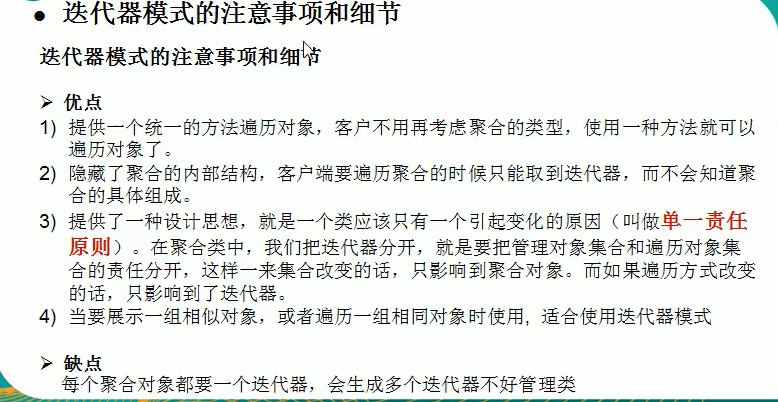 ● 迭代器模式的注意事项和细节
迭代器模式的注意事项和细节
➢ 优点
1) 提供一个统一的方法遍历对象，客户不用再考虑聚合的类型，使用一种方法就可以
遍历对象了。
2) 隐藏了聚合的内部结构，客户端要遍历聚合的时候只能取到迭代器，而不会知道聚
合的具体组成。
3) 提供了一种设计思想，就是一个类应该只有一个引起变化的原因（叫做单一责任
原则）。在聚合类中，我们把迭代器分开，就是要把管理对象集合和遍历对象集
合的责任分开，这样一来集合改变的话，只影响到聚合对象。而如果遍历方式改变
的话，只影响到了迭代器。
4) 当要展示一组相似对象，或者遍历一组相同对象时使用, 适合使用迭代器模式
➢ 缺点
每个聚合对象都要一个迭代器，会生成多个迭代器不好管理类